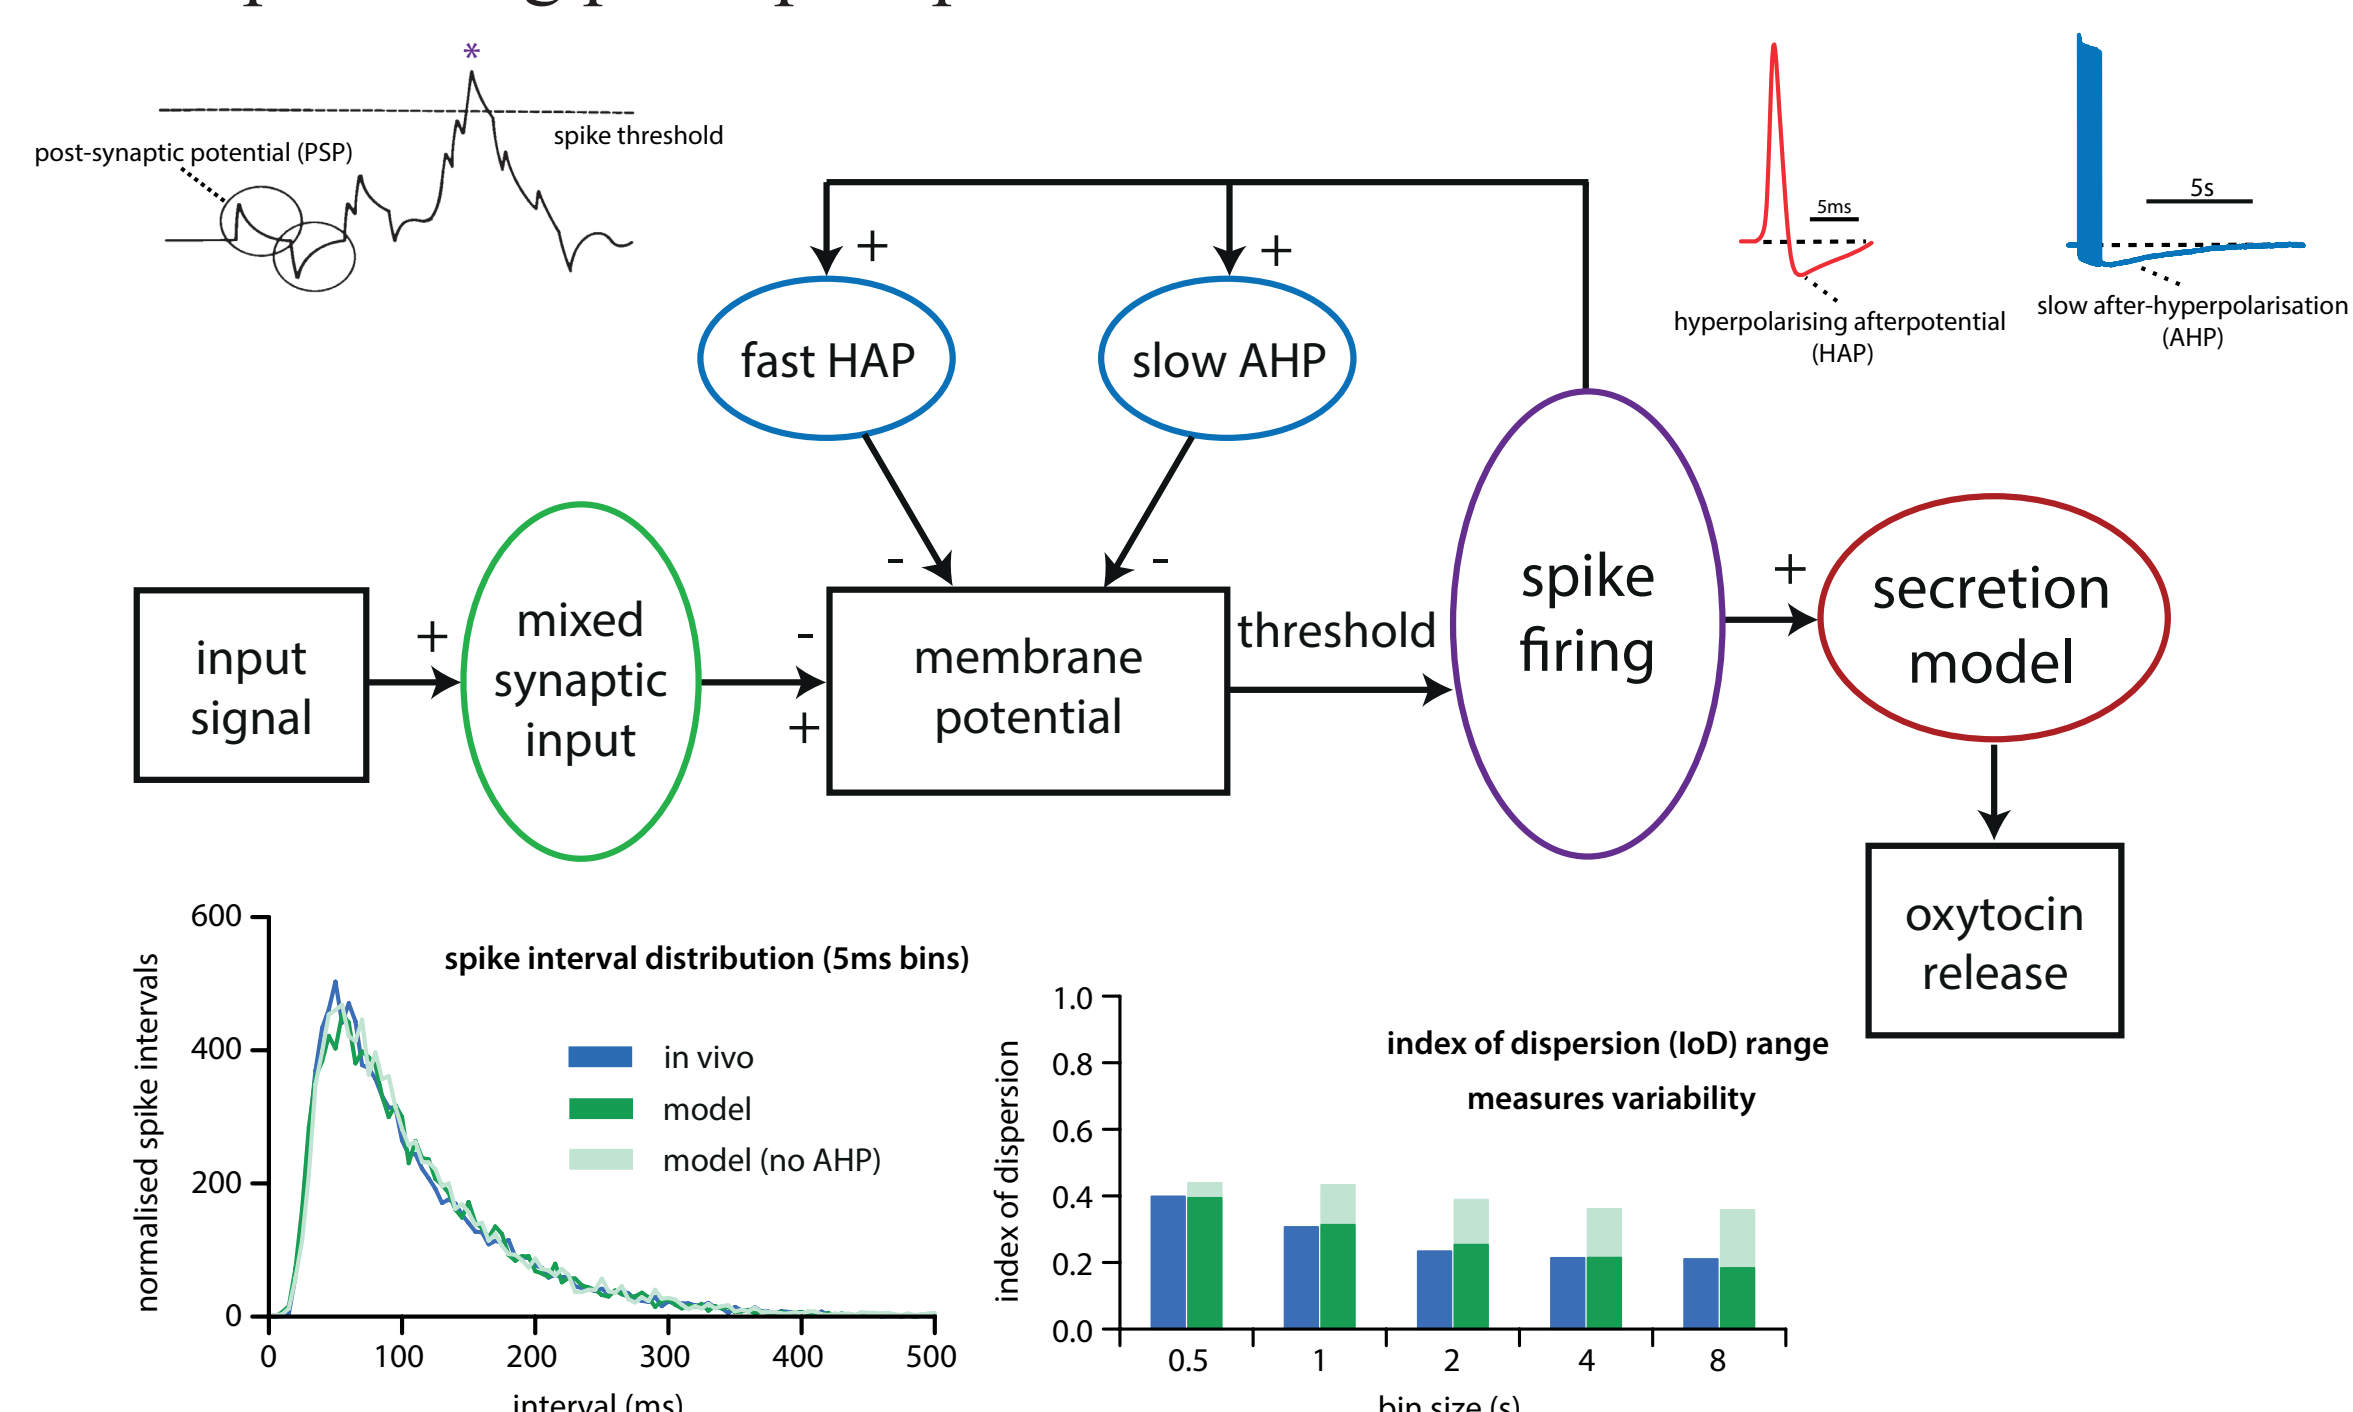 *
spike threshold
post-synaptic potential (PSP)
5ms
hyperpolarising afterpotential
(HAP)
5s
slow after-hyperpolarisation
(AHP)
+
+
fast HAP
slow AHP
-
-
input
signal
+
mixed
synaptic
input
-
+
membrane
potential
threshold
spike
firing
+
secretion
model
oxytocin
release
spike interval distribution (5ms bins)
normalised spike intervals
600
400
200
0
in vivo
model
model (no AHP)
0 100 200 300 400 500
interval (ms)
index of dispersion (IoD) range
measures variability
index of dispersion
1.0
0.8
0.6
0.4
0.2
0.0
0.5 1 2 4 8
bin size (s)